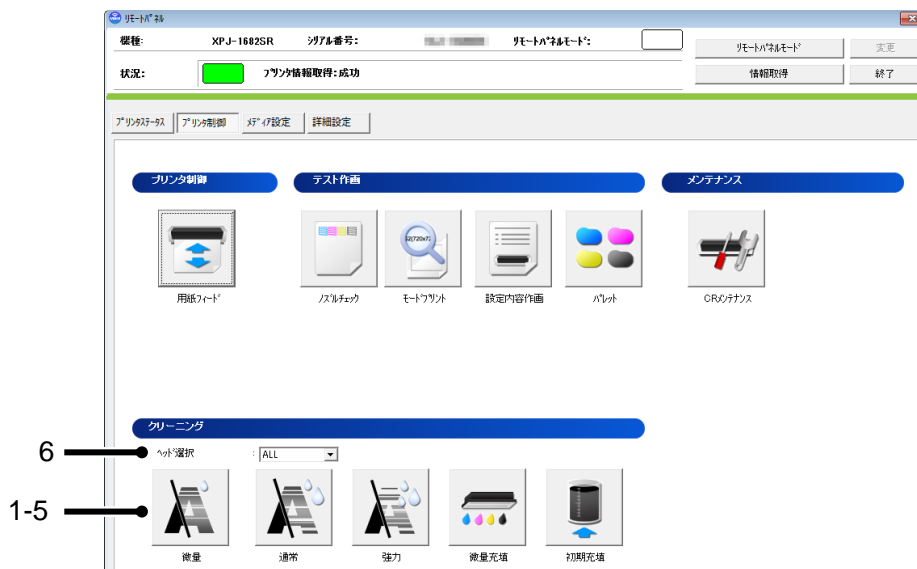 リモートパネル
機種: XPJ-1682SR シリアル番号: リモートパネルモード: リモートパネルモード 変更
状況: プリンタ情報取得:成功 情報取得 終了
プリンタステータス プリンタ制御 メディア設定 詳細設定
プリンタ制御 テスト作画 メンテナンス
用紙フィード ノズルチェック モードプリント 設定内容作画 パレット CRメンテナンス
クリーニング
6 ヘッド選択 : ALL
1-5
微量 通常 強力 微量充填 初期充填